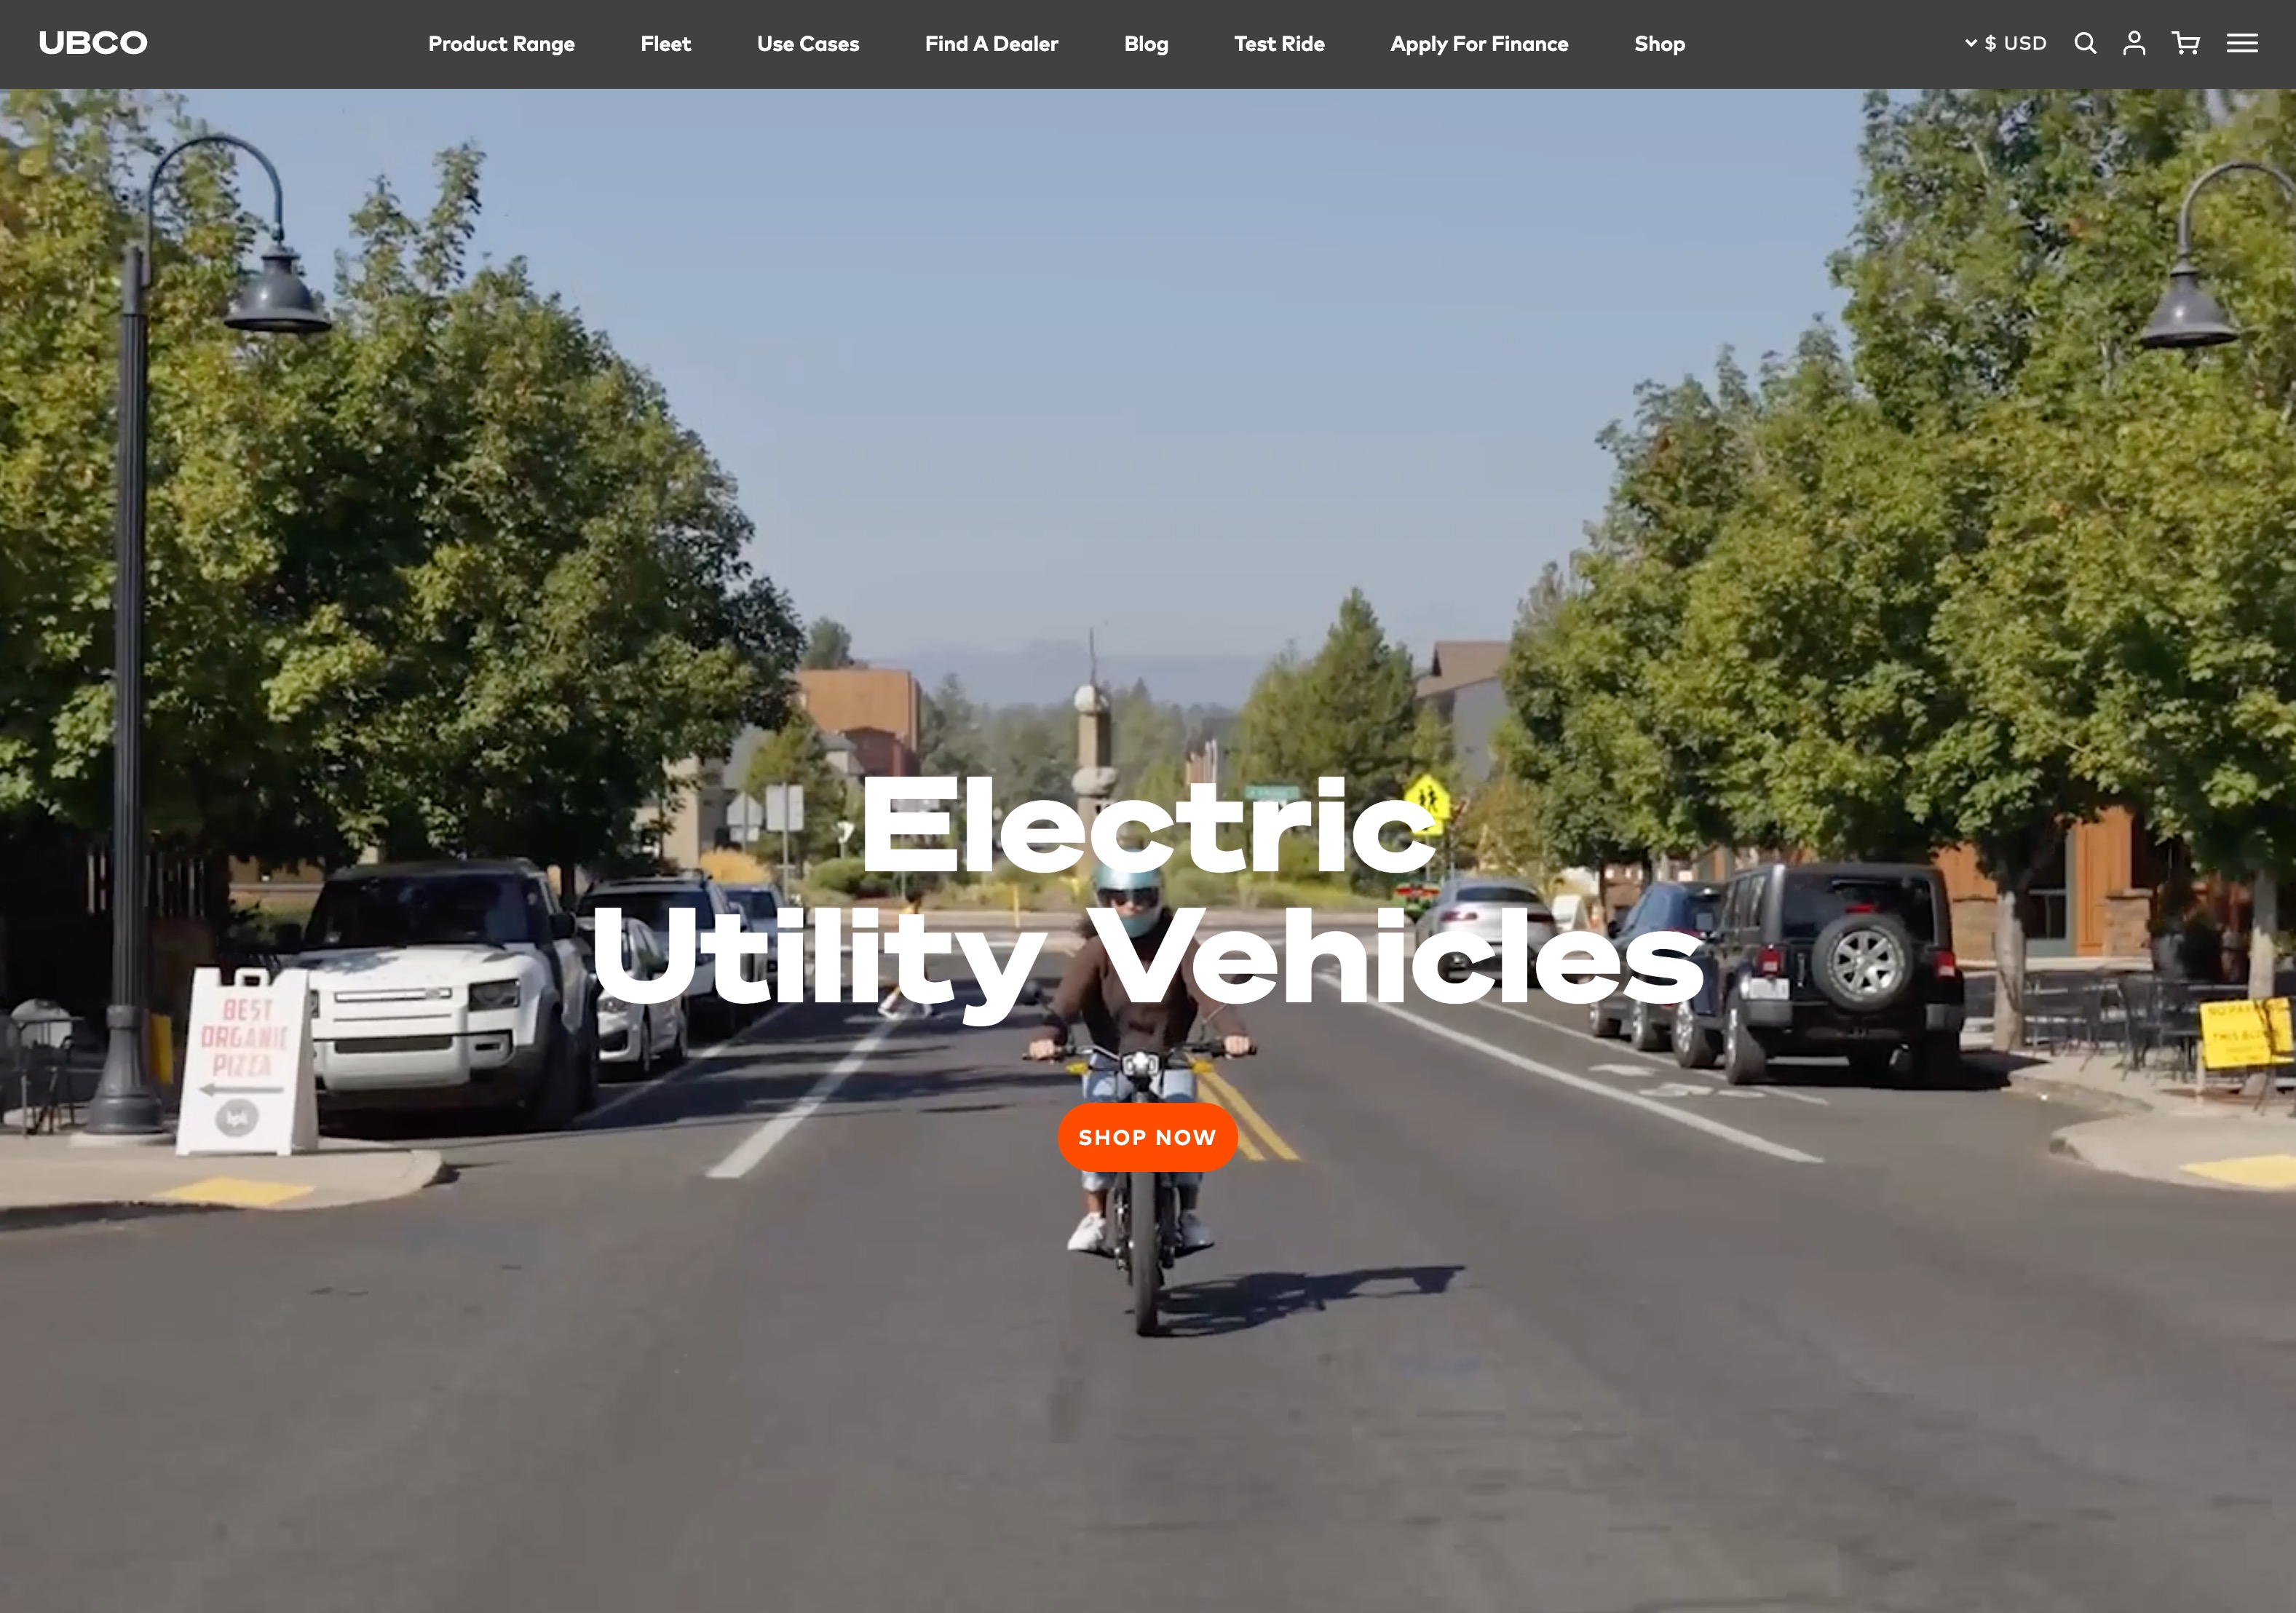 UBCO
Product Range
Fleet
Use Cases
Find A Dealer
Blog
Test Ride
Apply For Finance
Shop
$ USD
Electric
Utility Vehicles
BEST
ORGANIC
PIZZA
SHOP NOW